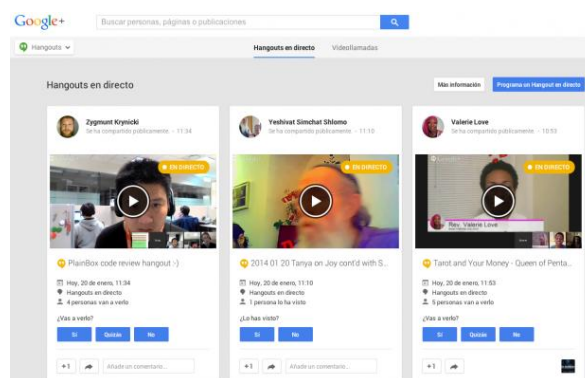 Google+
Buscar personas, páginas o publicaciones
Hangouts
Hangouts en directo
Videollamadas
Hangouts en directo
Más información
Programa un Hangout en directo
Zygmunt Krynicki
Se ha compartido públicamente - 11:34
EN DIRECTO
PlainBox code review hangout :-)
Hoy, 20 de enero, 11:34
Hangouts en directo
4 personas van a verlo
¿Vas a verlo?
Sí
Quizás
No
+1
Añade un comentario...
Yeshivat Simchat Shlomo
Se ha compartido públicamente - 11:10
EN DIRECTO
2014 01 20 Tanya on Joy cont'd with S...
Hoy, 20 de enero, 11:10
Hangouts en directo
1 persona lo ha visto
¿Lo has visto?
Sí
No
+1
Añade un comentario...
Valerie Love
Se ha compartido públicamente - 10:53
EN DIRECTO
Rev. Valerie Love
Tarot and Your Money - Queen of Penta...
Hoy, 20 de enero, 11:53
Hangouts en directo
5 personas van a verlo
¿Vas a verlo?
Sí
Quizás
No
+1